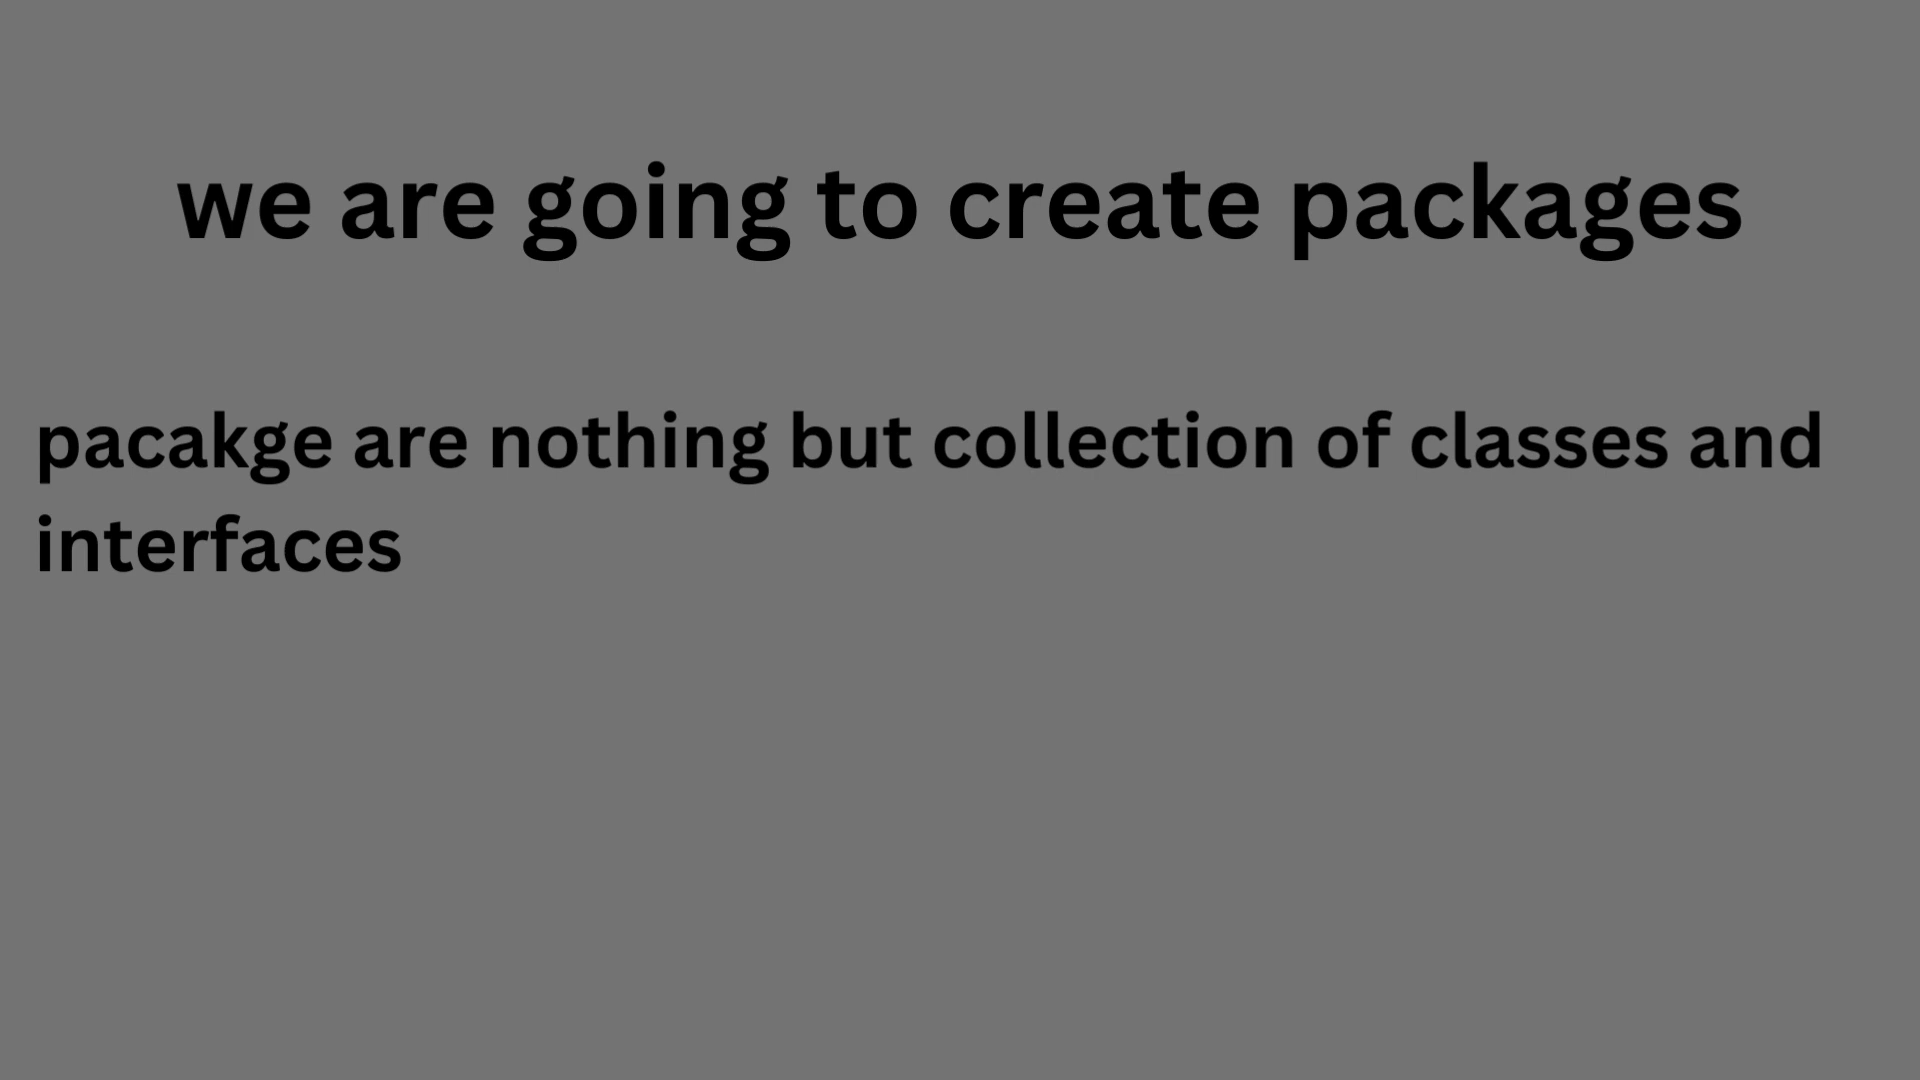 we are going to create packages
pacakge are nothing but collection of classes and
interfaces